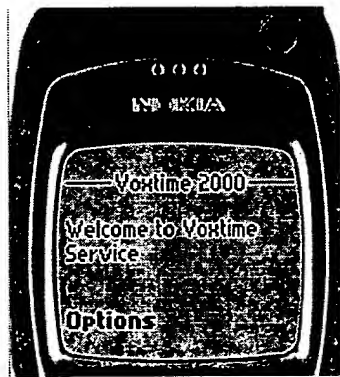 NOKIA
Voxtime 2000
Welcome to Voxtime
Service
Options